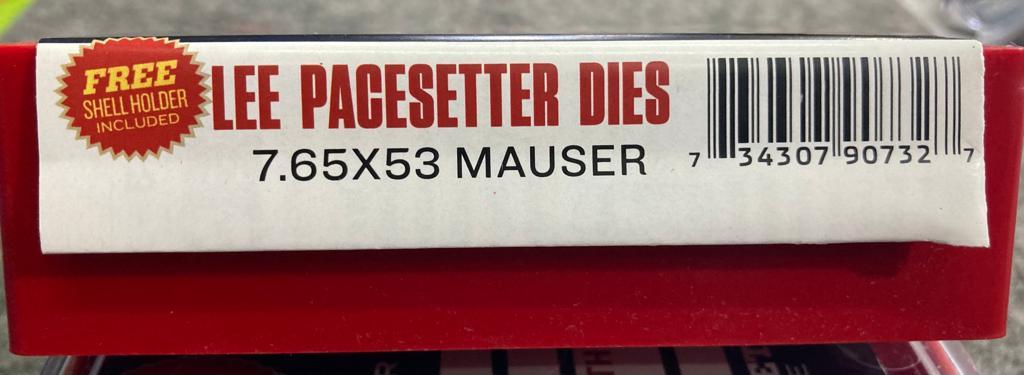 FREE
SHELL HOLDER
INCLUDED
LEE PACESETTER DIES
7.65X53 MAUSER
7 34307 90732 7